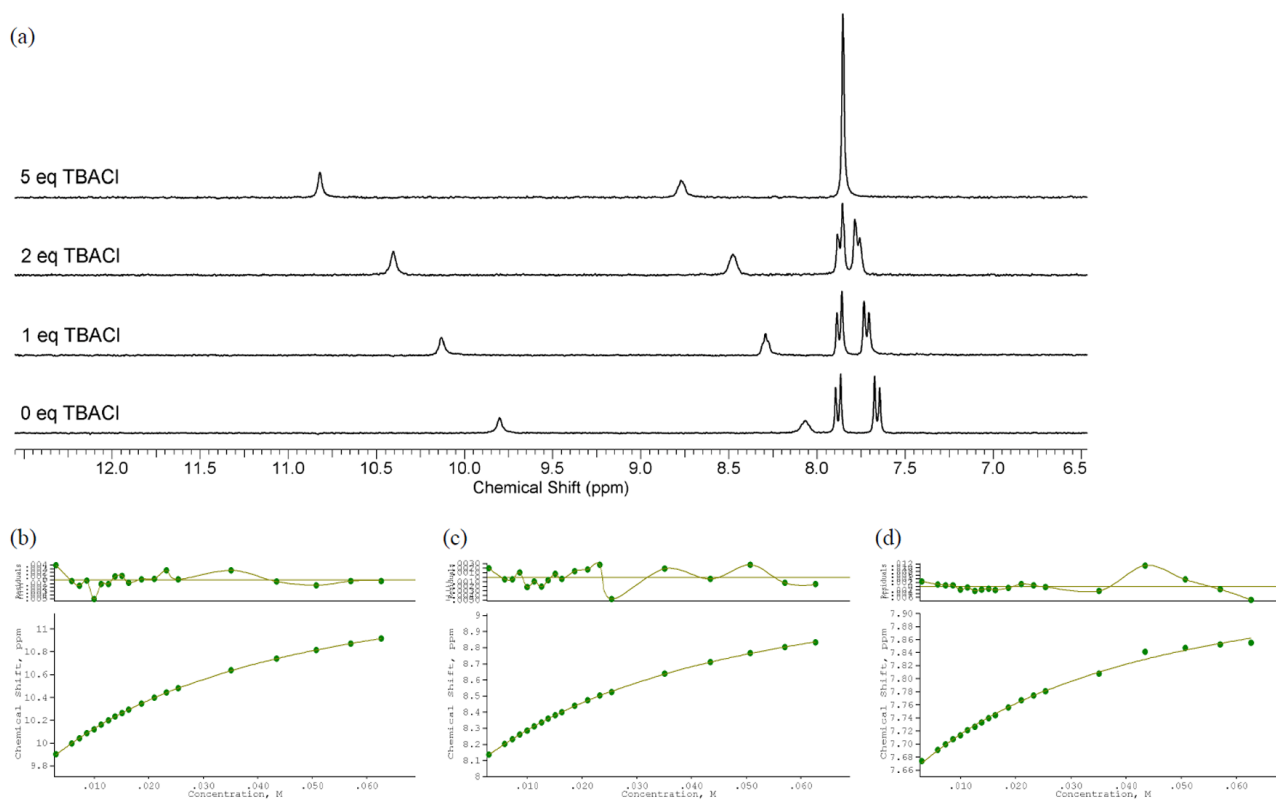 (a)
5 eq TBACl
2 eq TBACl
1 eq TBACl
0 eq TBACl
12.0 11.5 11.0 10.5 10.0 9.5 9.0 8.5 8.0 7.5 7.0 6.5
Chemical Shift (ppm)
(b)
11
10.8
10.6
10.4
10.2
10
9.8
Chemical Shift, ppm
.010 .020 .030 .040 .050 .060
Concentration, M
(c)
9
8.9
8.8
8.7
8.6
8.5
8.4
8.3
8.2
8.1
8
Chemical Shift, ppm
.010 .020 .030 .040 .050 .060
Concentration, M
(d)
7.90
7.88
7.86
7.84
7.82
7.80
7.78
7.76
7.74
7.72
7.70
7.68
7.66
Chemical Shift, ppm
.010 .020 .030 .040 .050 .060
Concentration, M